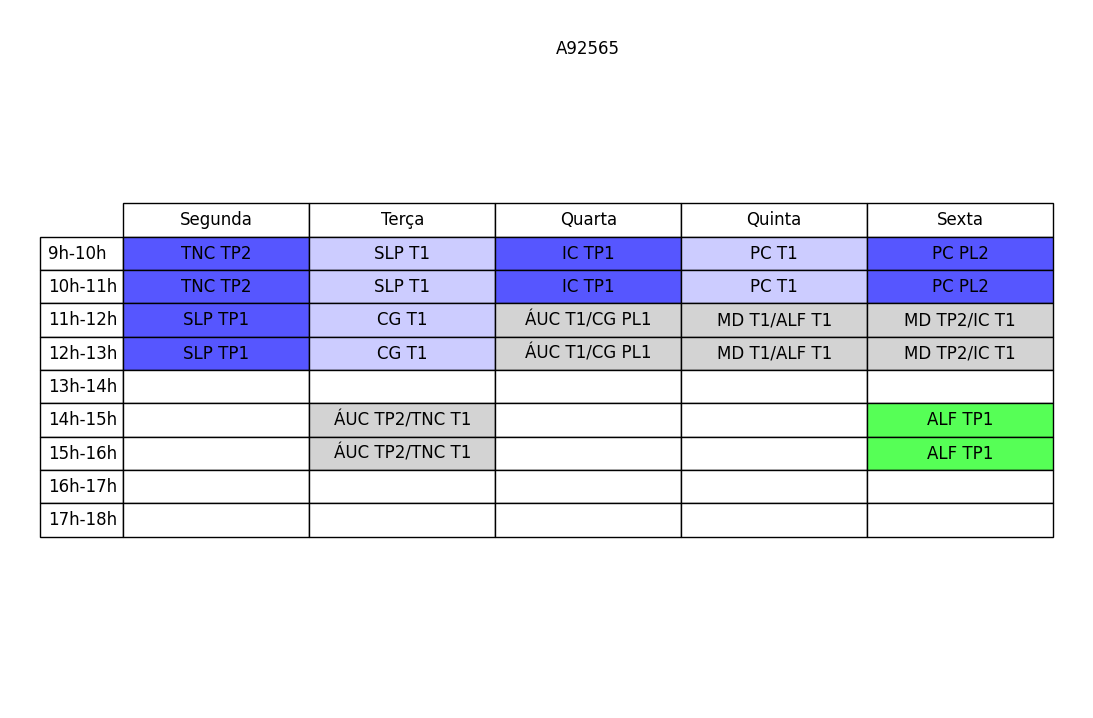 A92565
Segunda Terça Quarta Quinta Sexta
9h-10h TNC TP2 SLP T1 IC TP1 PC T1 PC PL2
10h-11h TNC TP2 SLP T1 IC TP1 PC T1 PC PL2
11h-12h SLP TP1 CG T1 ÁUC T1/CG PL1 MD T1/ALF T1 MD TP2/IC T1
12h-13h SLP TP1 CG T1 ÁUC T1/CG PL1 MD T1/ALF T1 MD TP2/IC T1
13h-14h
14h-15h ÁUC TP2/TNC T1 ALF TP1
15h-16h ÁUC TP2/TNC T1 ALF TP1
16h-17h
17h-18h